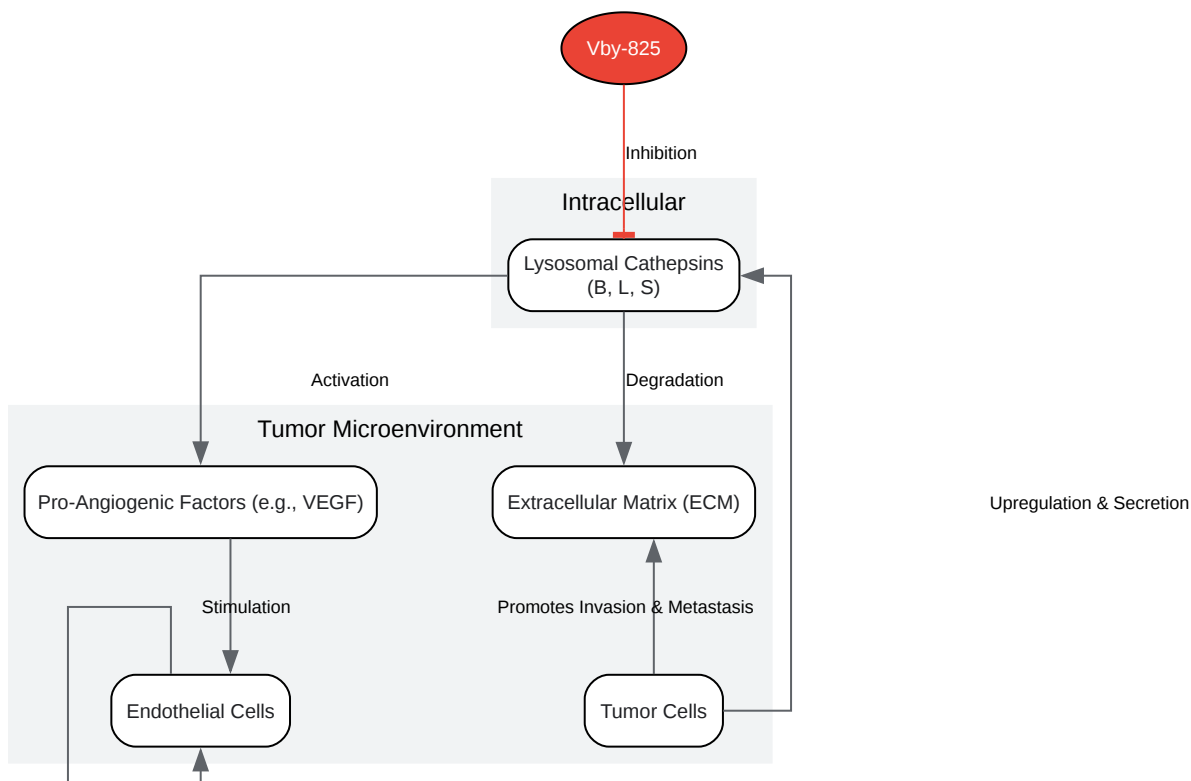 Vby-825
Inhibition
Intracellular
Lysosomal Cathepsins
(B, L, S)
Activation
Degradation
Tumor Microenvironment
Pro-Angiogenic Factors (e.g., VEGF)
Extracellular Matrix (ECM)
Upregulation & Secretion
Stimulation
Promotes Invasion & Metastasis
Endothelial Cells
Tumor Cells